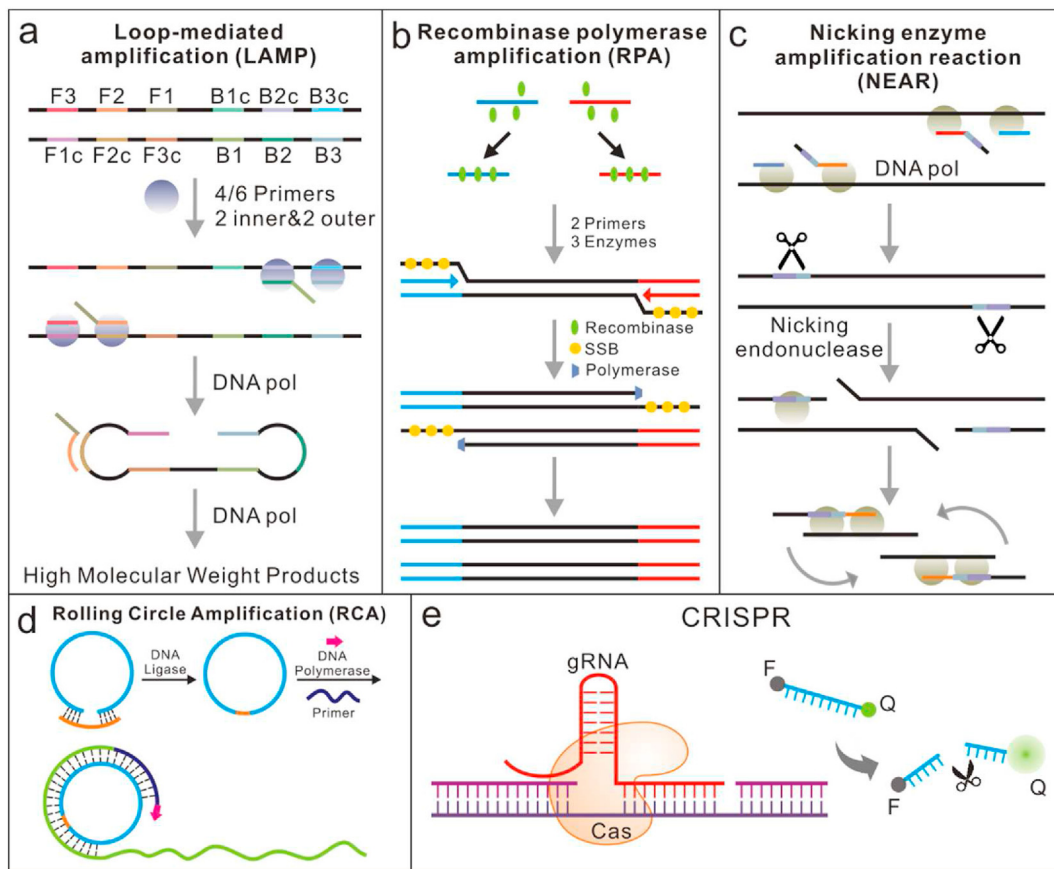 a
Loop-mediated
amplification (LAMP)
F3 F2 F1 B1c B2c B3c
F1c F2c F3c B1 B2 B3
4/6 Primers
2 inner&2 outer
DNA pol
DNA pol
High Molecular Weight Products
b
Recombinase polymerase
amplification (RPA)
2 Primers
3 Enzymes
Recombinase
SSB
Polymerase
c
Nicking enzyme
amplification reaction
(NEAR)
DNA pol
Nicking
endonuclease
d
Rolling Circle Amplification (RCA)
DNA
Ligase
DNA
Polymerase
Primer
e
CRISPR
gRNA
Cas
F
Q
F
Q